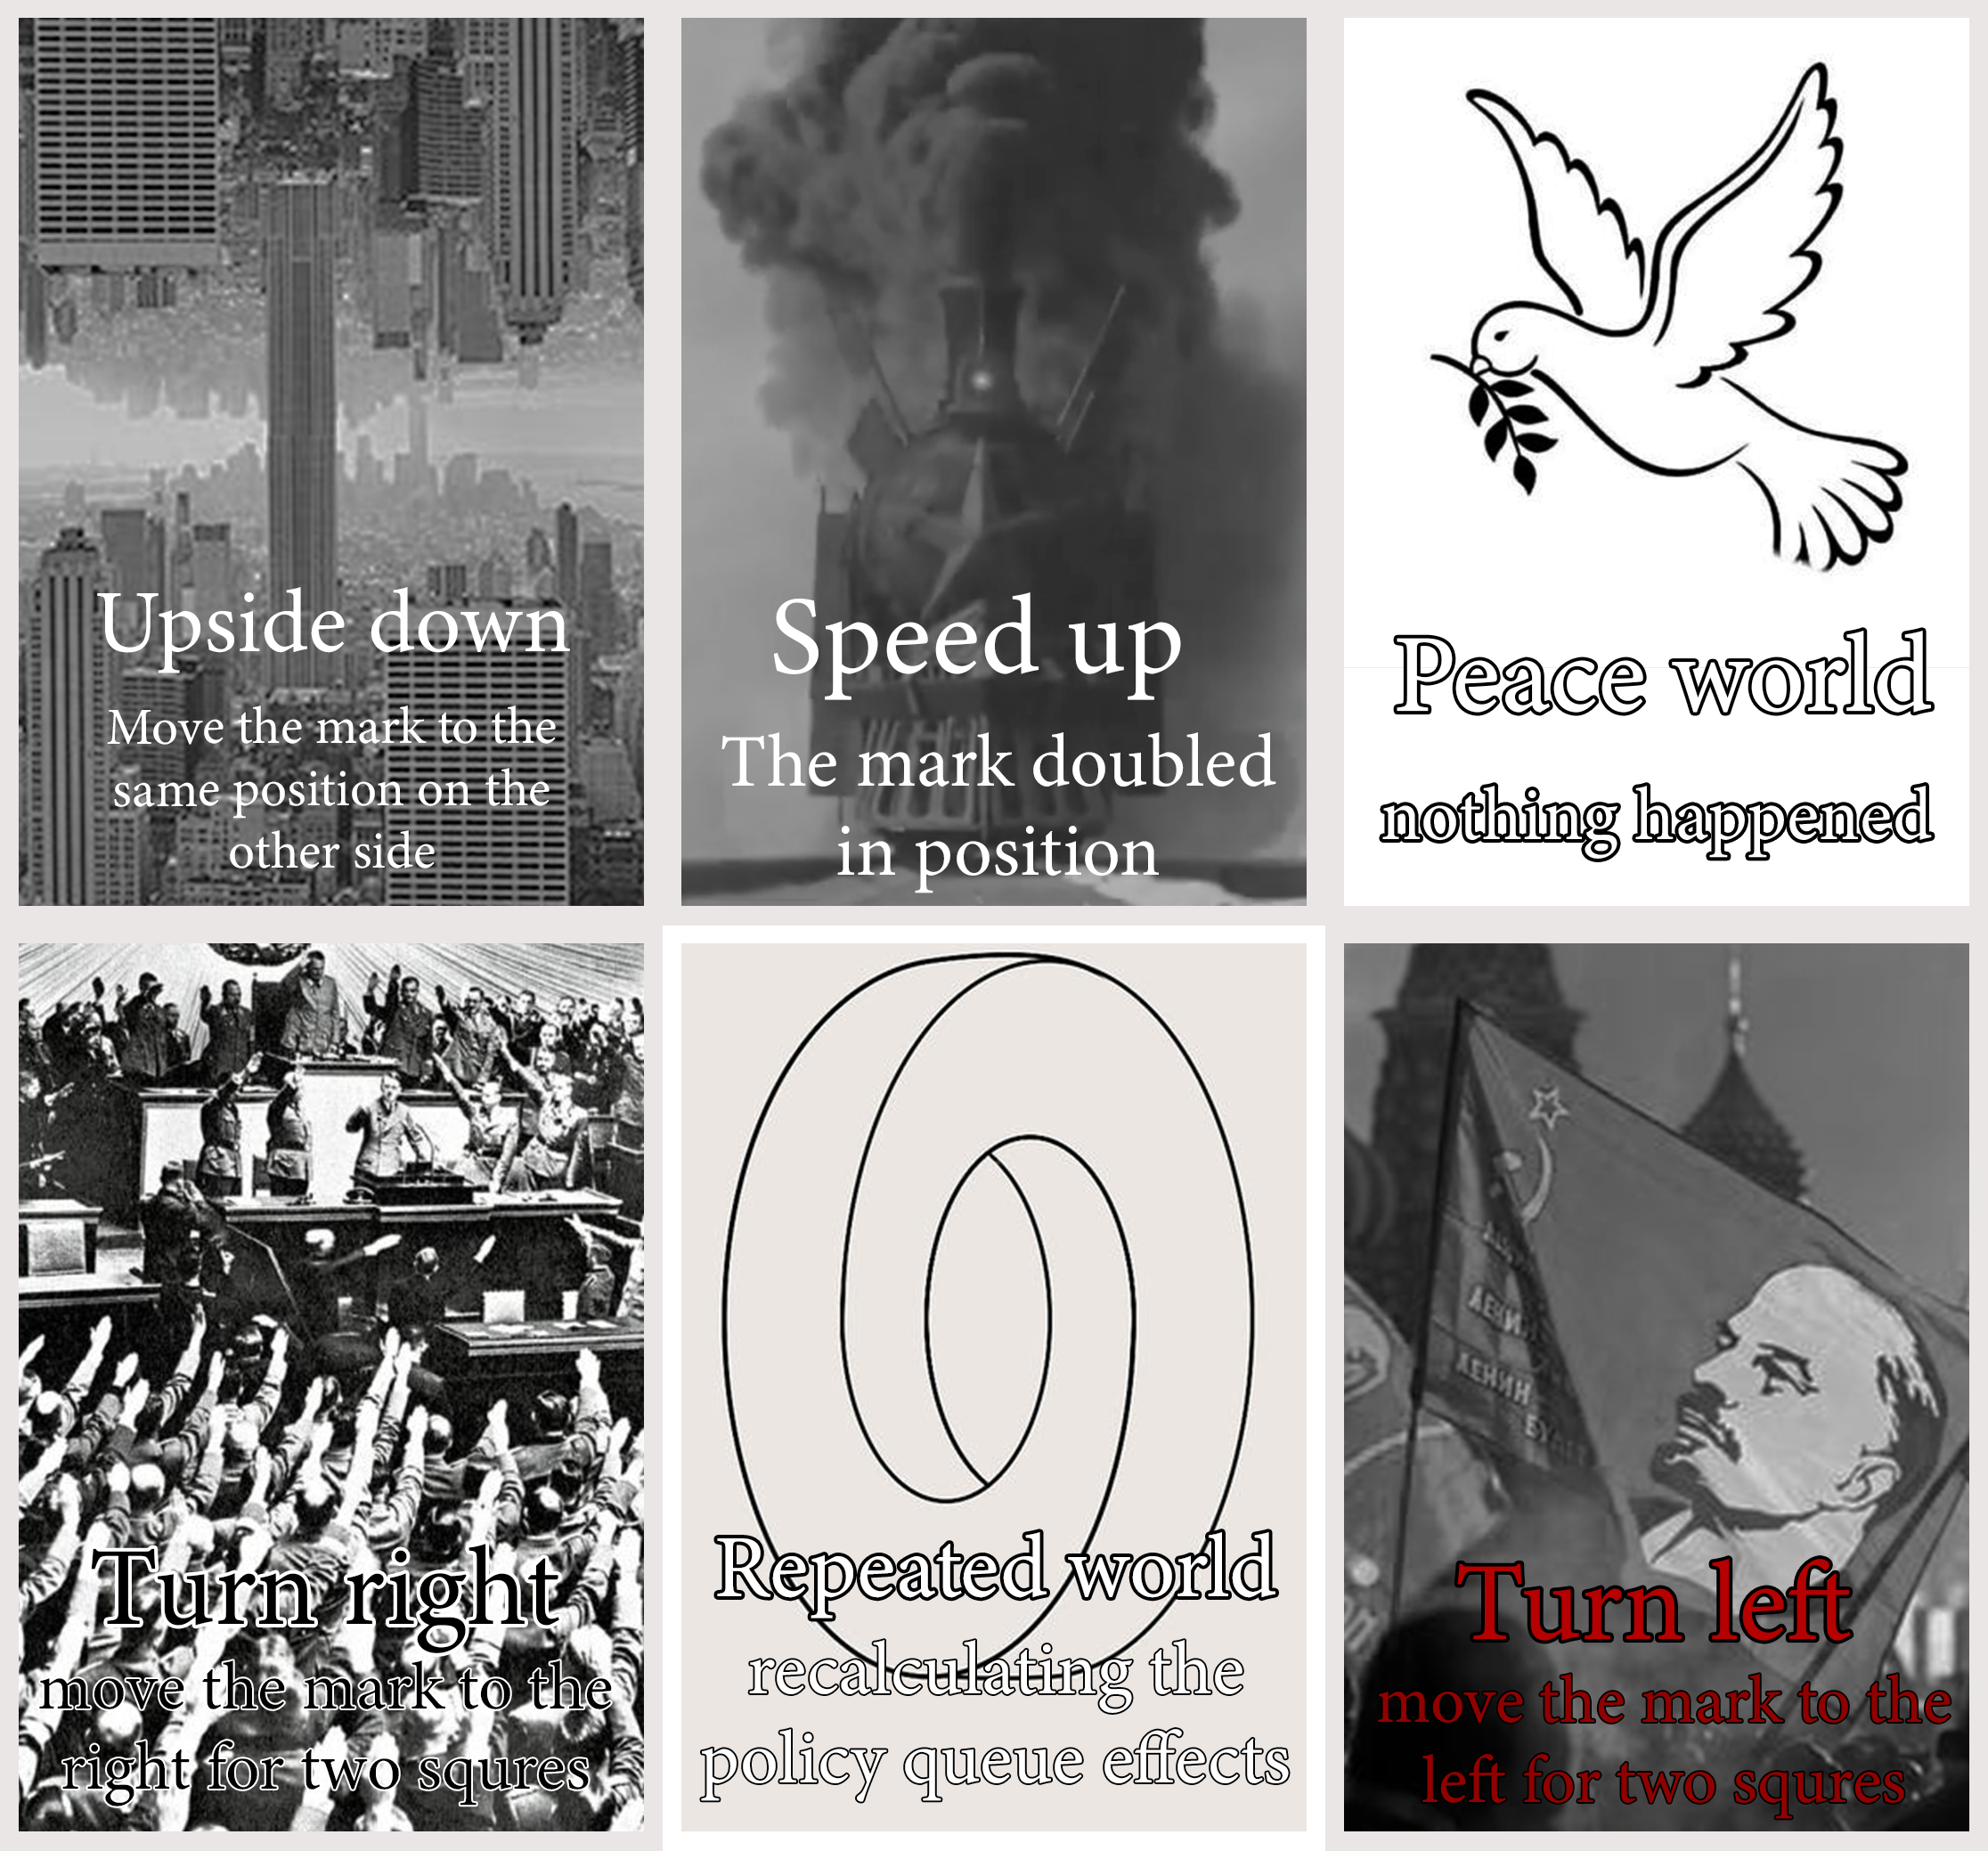 Upside down
Move the mark to the
same position on the
other side
Speed up
The mark doubled
in position
Peace world
nothing happened
Turn right
move the mark to the
right for two squres
Repeated world
recalculating the
policy queue effects
ЛЕНИН
Turn left
move the mark to the
left for two squres